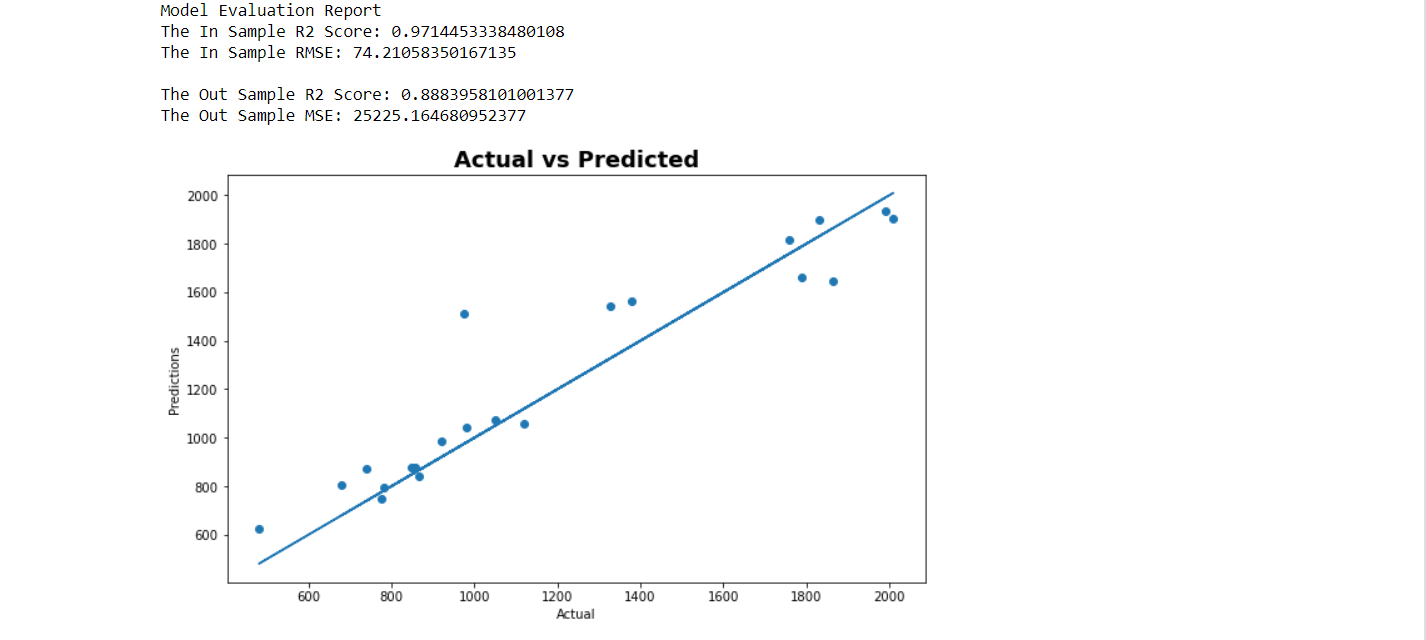 Model Evaluation Report
The In Sample R2 Score: 0.9714453338480108
The In Sample RMSE: 74.21058350167135
The Out Sample R2 Score: 0.8883958101001377
The Out Sample MSE: 25225.164680952377
Actual vs Predicted
2000
1800
1600
1400
1200
1000
800
600
Predictions
600 800 1000 1200 1400 1600 1800 2000
Actual